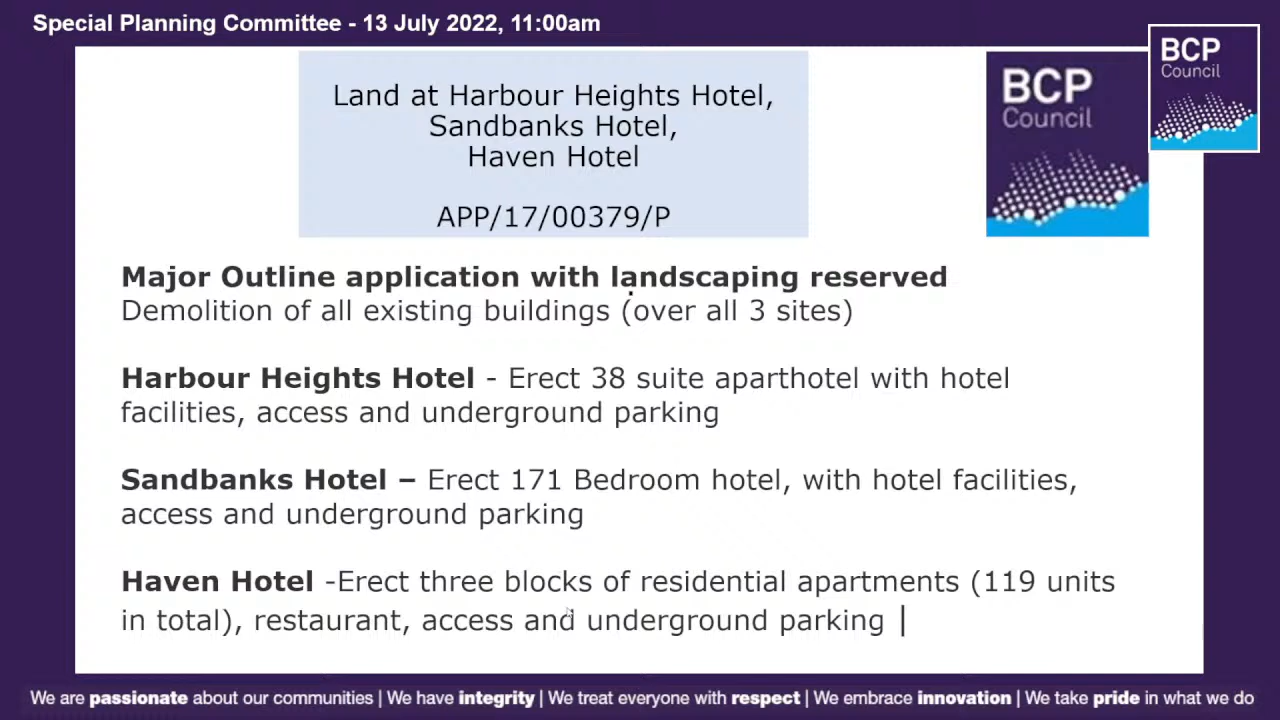 Special Planning Committee - 13 July 2022, 11:00am
BCP
Council
BCP
Council
Land at Harbour Heights Hotel,
Sandbanks Hotel,
Haven Hotel
APP/17/00379/P
Major Outline application with landscaping reserved
Demolition of all existing buildings (over all 3 sites)
Harbour Heights Hotel - Erect 38 suite aparthotel with hotel
facilities, access and underground parking
Sandbanks Hotel – Erect 171 Bedroom hotel, with hotel facilities,
access and underground parking
Haven Hotel -Erect three blocks of residential apartments (119 units
in total), restaurant, access and underground parking
We are passionate about our communities | We have integrity | We treat everyone with respect | We embrace innovation | We take pride in what we do